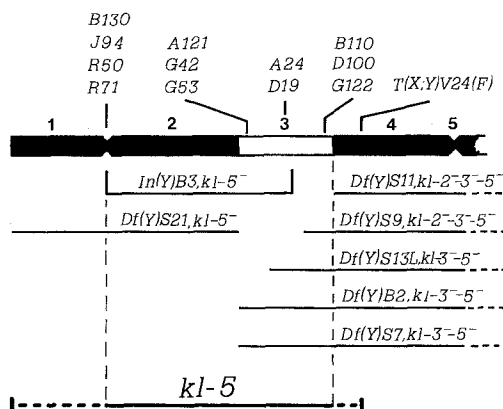 B130
J94
R50
R71
A121
G42
G53
A24
D19
B110
D100
G122
T(X;Y)V24(F)
1 2 3 4 5
In(Y)B3,kl-5⁻
Df(Y)S11,kl-2⁻-3⁻-5⁻
Df(Y)S21,kl-5⁻
Df(Y)S9,kl-2⁻-3⁻-5⁻
Df(Y)S13L,kl-3⁻-5⁻
Df(Y)B2,kl-3⁻-5⁻
Df(Y)S7,kl-3⁻-5⁻
kl-5